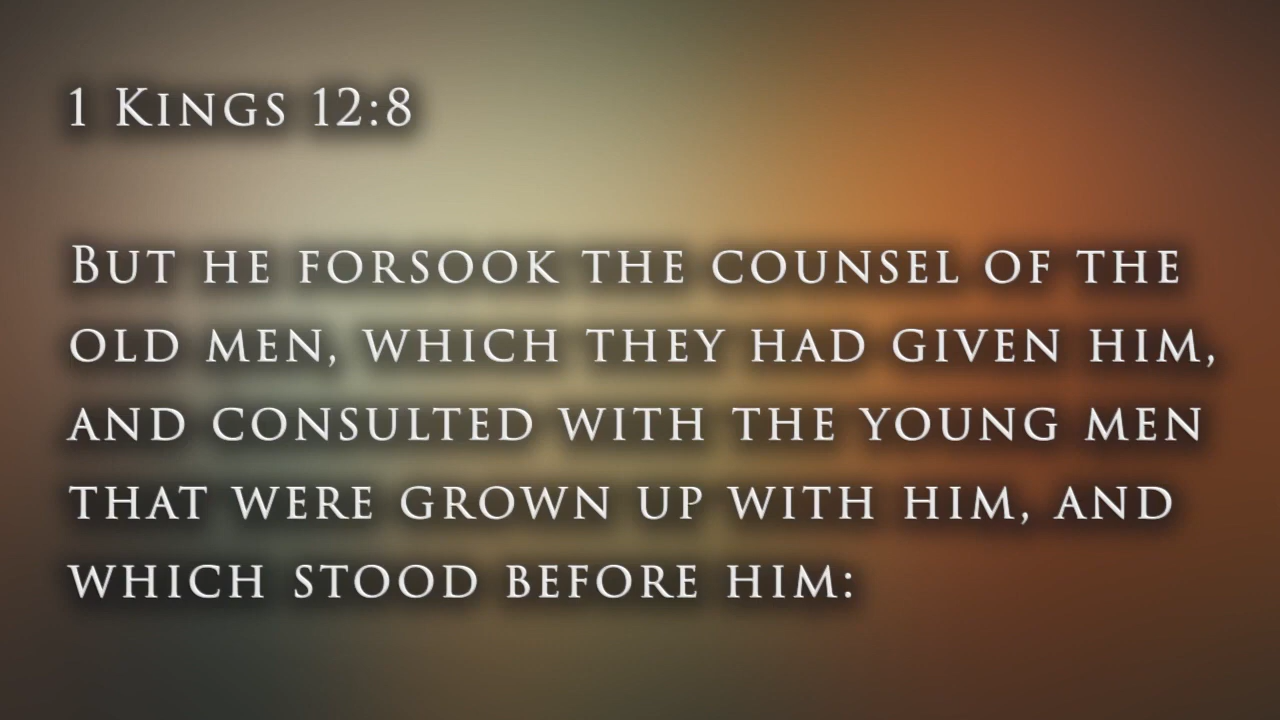 1 Kings 12:8
But he forsook the counsel of the
old men, which they had given him,
and consulted with the young men
that were grown up with him, and
which stood before him: